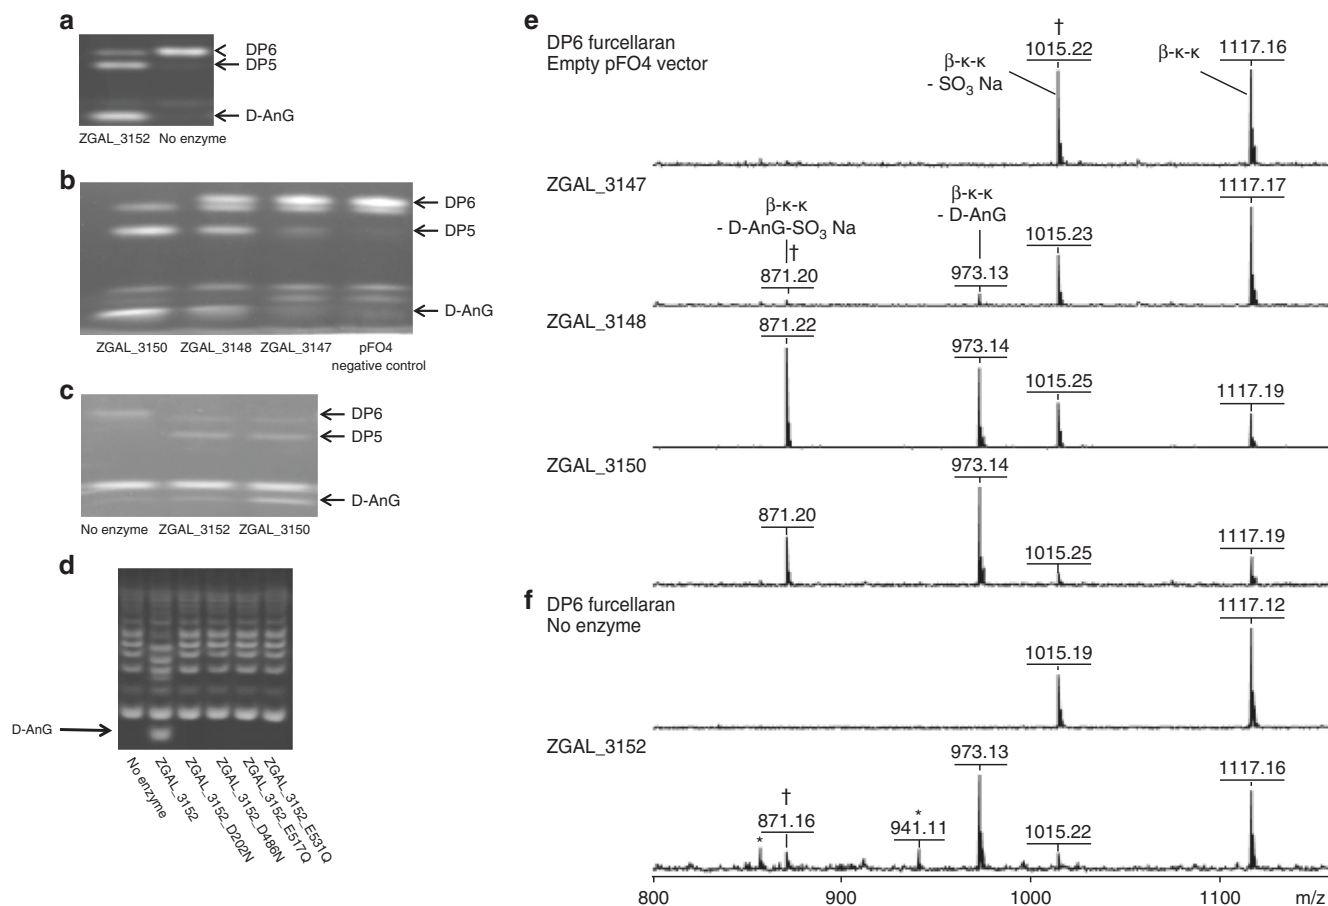 a
DP6
DP5
D-AnG
ZGAL_3152 No enzyme
b
DP6
DP5
D-AnG
ZGAL_3150 ZGAL_3148 ZGAL_3147 pFO4
negative control
c
DP6
DP5
D-AnG
No enzyme ZGAL_3152 ZGAL_3150
d
D-AnG
No enzyme
ZGAL_3152
ZGAL_3152_D202N
ZGAL_3152_D486N
ZGAL_3152_E517Q
ZGAL_3152_E531Q
e
DP6 furcellaran
Empty pFO4 vector
β-κ-κ
- SO3 Na
†
1015.22
β-κ-κ
1117.16
ZGAL_3147
β-κ-κ
- D-AnG-SO3 Na
†
871.20
β-κ-κ
- D-AnG
973.13
1015.23
1117.17
ZGAL_3148
871.22
973.14
1015.25
1117.19
ZGAL_3150
871.20
973.14
1015.25
1117.19
f
DP6 furcellaran
No enzyme
1015.19
1117.12
ZGAL_3152
*
†
871.16
*
941.11
973.13
1015.22
1117.16
800 900 1000 1100 m/z